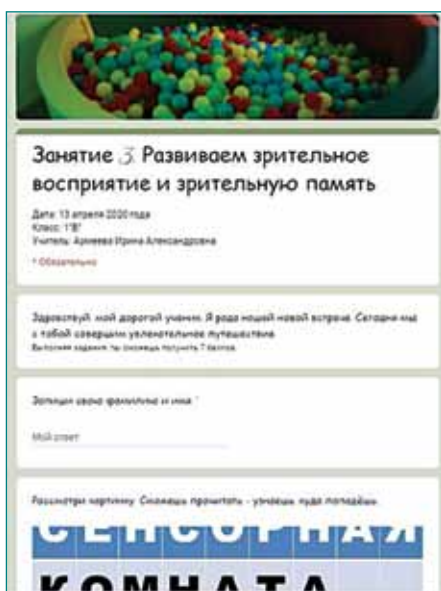 Занятие 3. Развиваем зрительное
восприятие и зрительную память
Дата: 13 апреля 2020 года
Класс: 1"В"
Учитель: Ирина Александровна
* Обязательно
Здравствуй, мой дорогой ученик. Я рада нашей новой встрече. Сегодня мы
с тобой совершим увлекательное путешествие.
Выполняя задания, ты сможешь получить 7 баллов.
Запиши свою фамилию и имя *
Мой ответ
Рассмотри картинку. Сможешь прочитать - узнаешь куда попадёшь.
СЕНСОРНАЯ
КОМНАТА